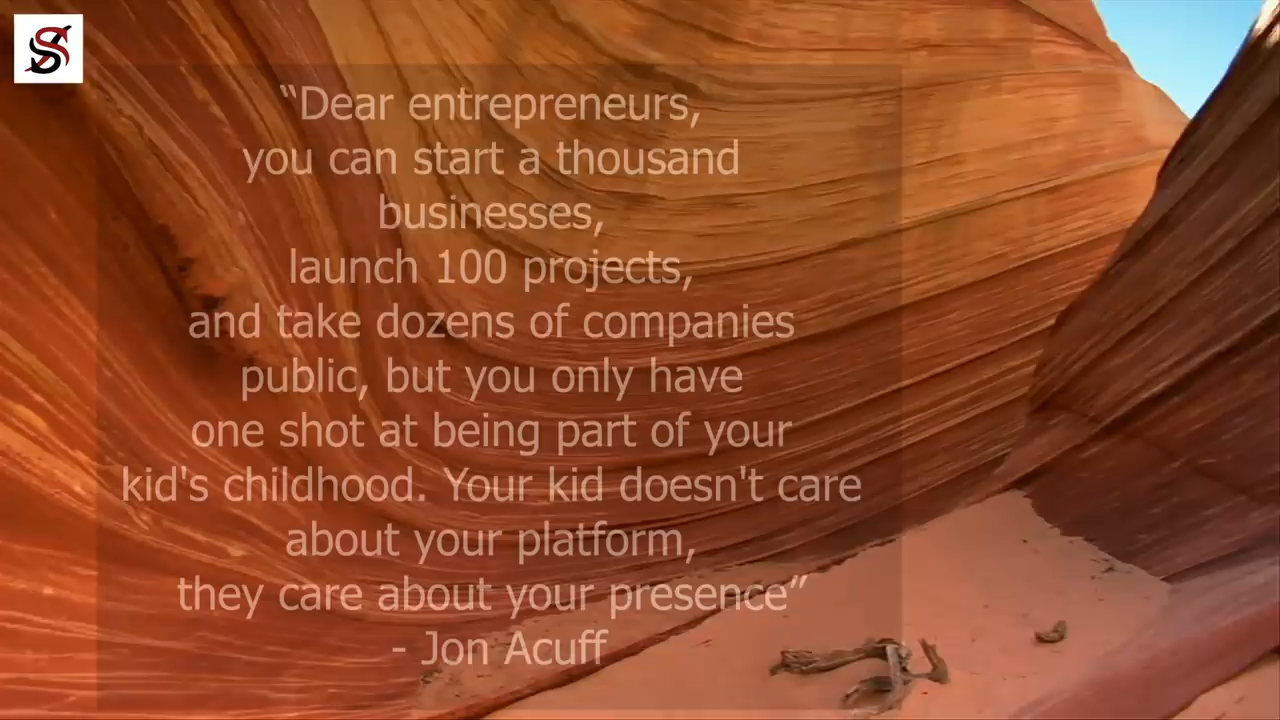 “Dear entrepreneurs,
you can start a thousand
businesses,
launch 100 projects,
and take dozens of companies
public, but you only have
one shot at being part of your
kid's childhood. Your kid doesn't care
about your platform,
they care about your presence”
- Jon Acuff